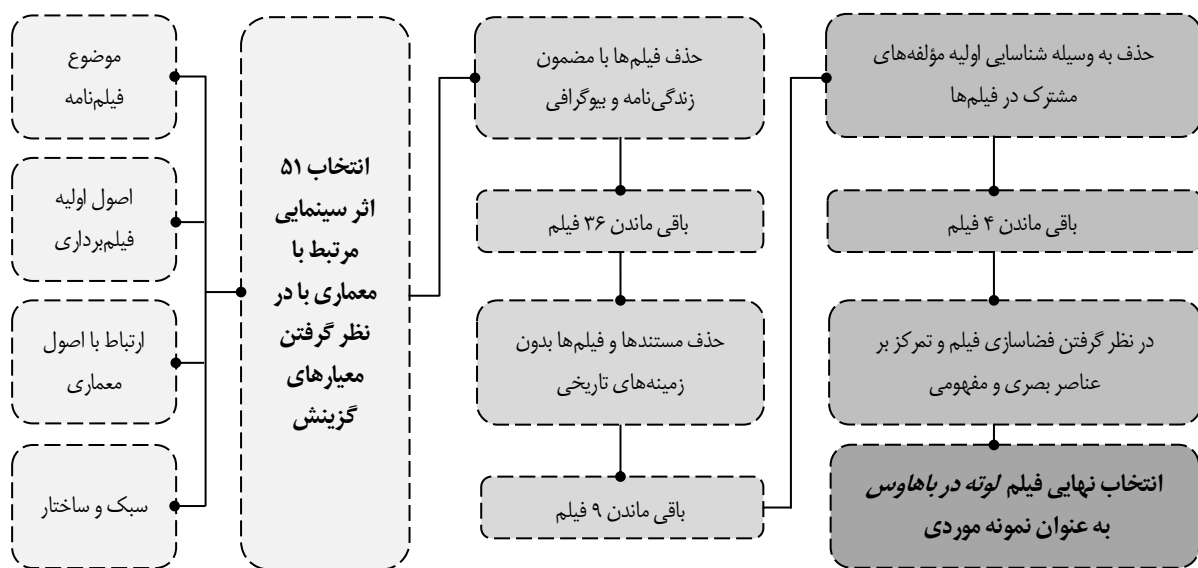 موضوع
فیلم‌نامه
اصول اولیه
فیلم‌برداری
ارتباط با اصول
معماری
سبک و ساختار
انتخاب ۵۱
اثر سینمایی
مرتبط با
معماری با در
نظر گرفتن
معیارهای
گزینش
حذف فیلم‌ها با مضمون
زندگی‌نامه و بیوگرافی
باقی ماندن ۳۶ فیلم
حذف مستندها و فیلم‌ها بدون
زمینه‌های تاریخی
باقی ماندن ۹ فیلم
حذف به وسیله شناسایی اولیه مؤلفه‌های
مشترک در فیلم‌ها
باقی ماندن ۴ فیلم
در نظر گرفتن فضاسازی فیلم و تمرکز بر
عناصر بصری و مفهومی
انتخاب نهایی فیلم لوته در باهاوس
به عنوان نمونه موردی